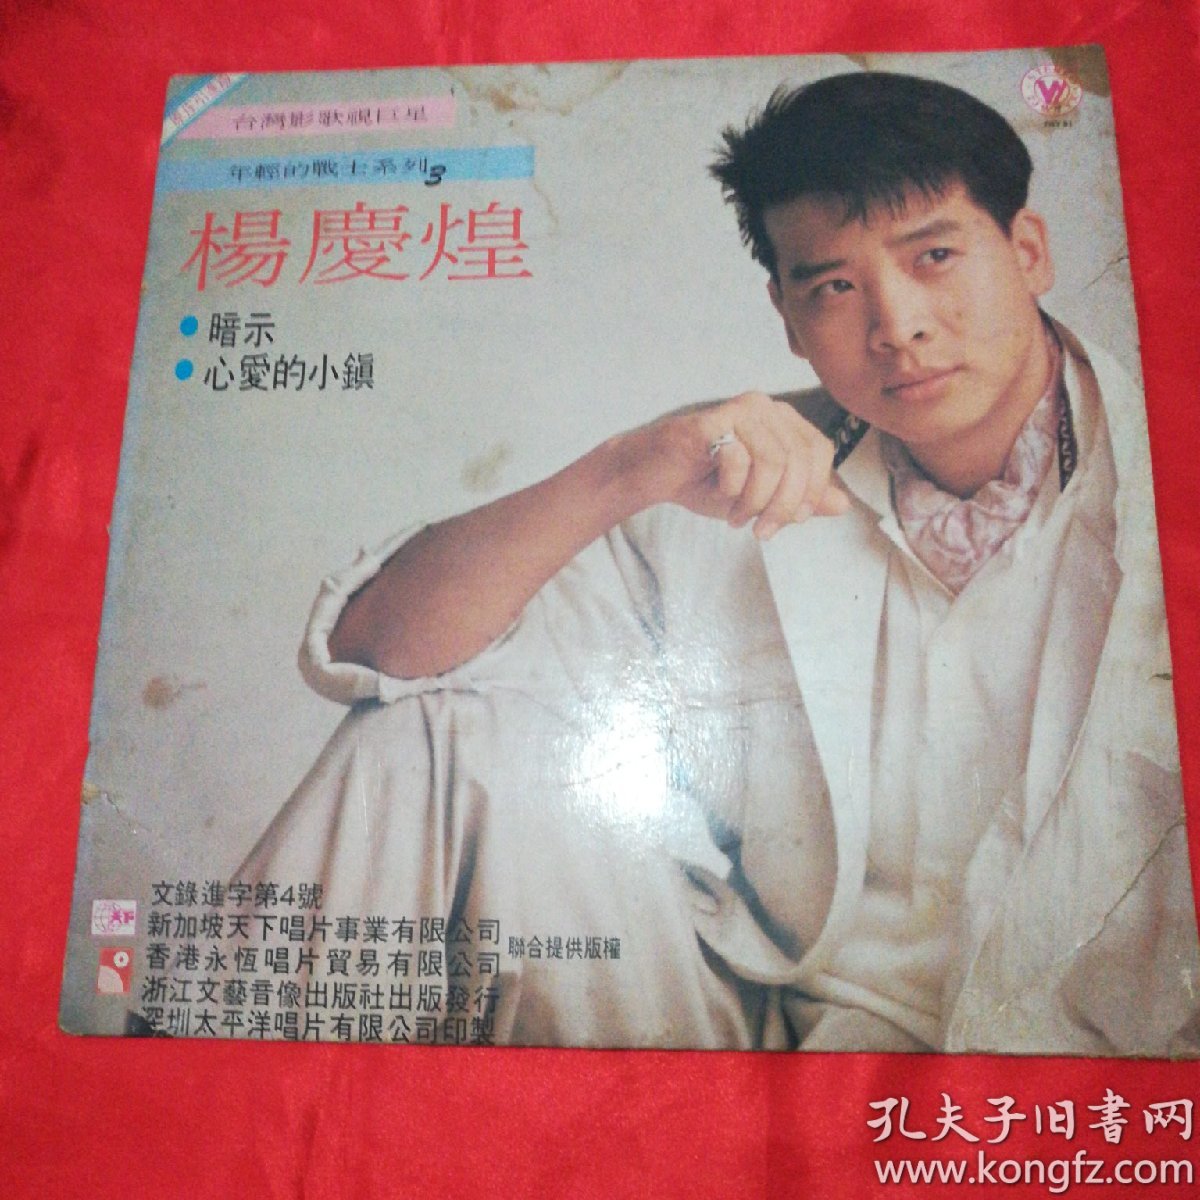 原片引進版
台灣影歌視巨星
年輕的戰士系列3
楊慶煌
• 暗示
• 心愛的小鎮
文錄進字第4號
新加坡天下唱片事業有限公司
香港永恆唱片貿易有限公司
聯合提供版權
浙江文藝音像出版社出版發行
深圳太平洋唱片有限公司印製
孔夫子旧書网
www.kongfz.com